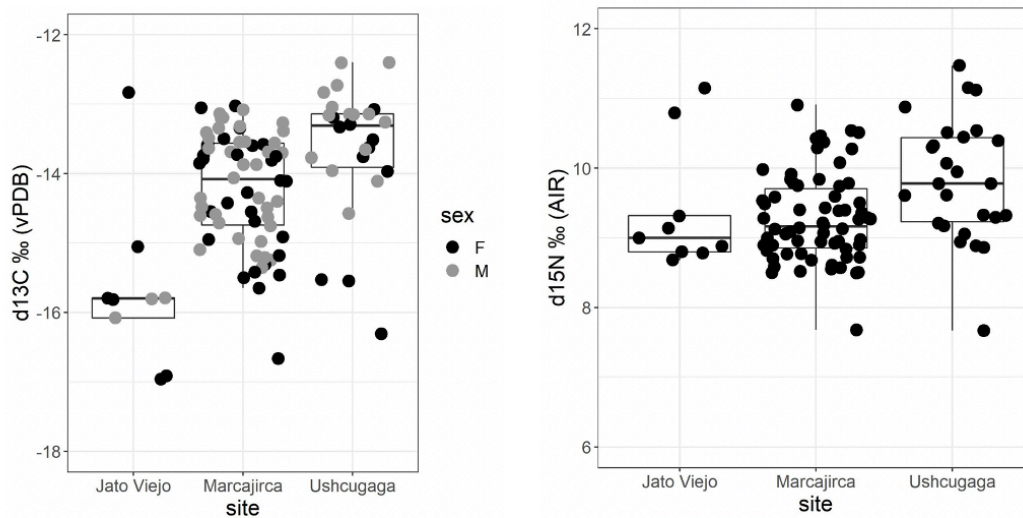 -12
-14
-16
-18
d13C ‰ (vPDB)
Jato Viejo Marcajirca Ushcugaga
site
sex
F
M
12
10
8
6
d15N ‰ (AIR)
Jato Viejo Marcajirca Ushcugaga
site